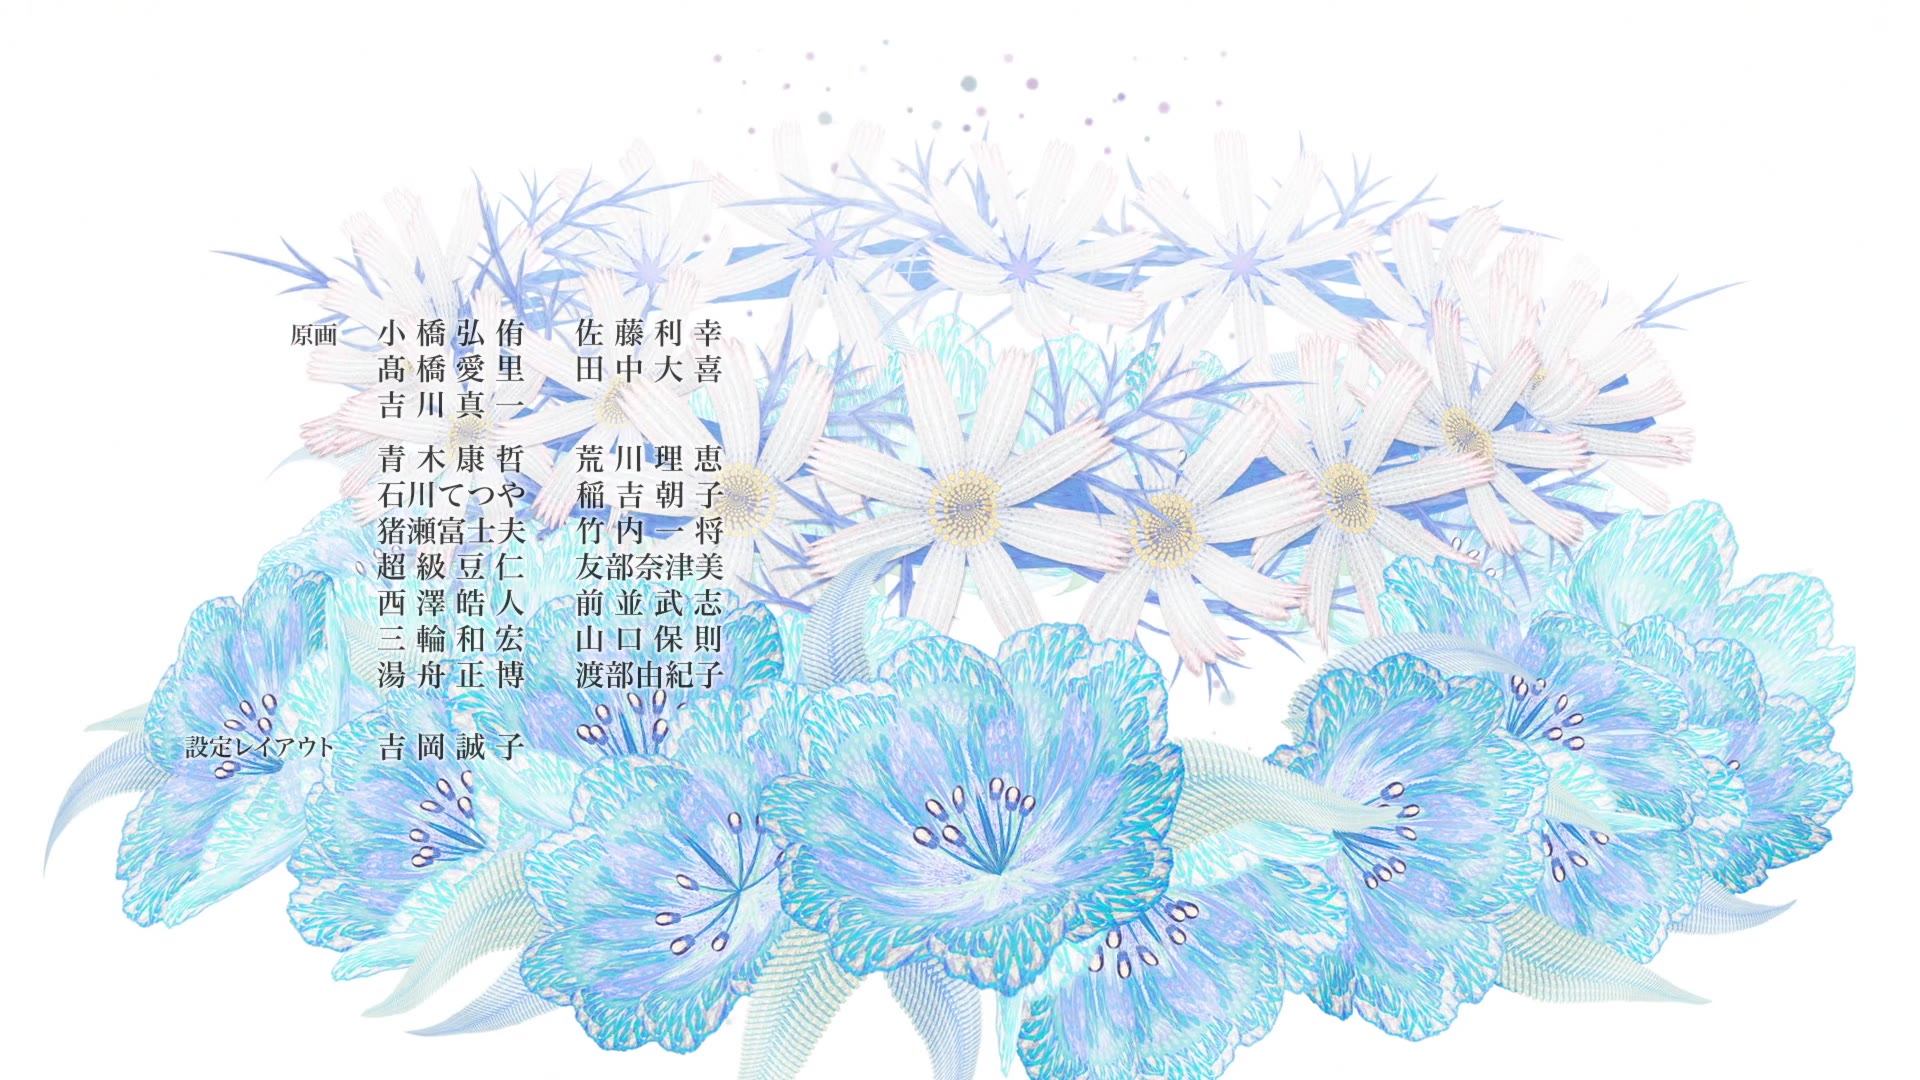 原画 小橋弘侑 佐藤利幸
髙橋愛里 田中大喜
吉川真一
青木康哲 荒川理恵
石川てつや 稲吉朝子
猪瀬富士夫 竹内一将
超級豆仁 友部奈津美
西澤皓人 前並武志
三輪和宏 山口保則
湯舟正博 渡部由紀子
設定レイアウト 吉岡誠子